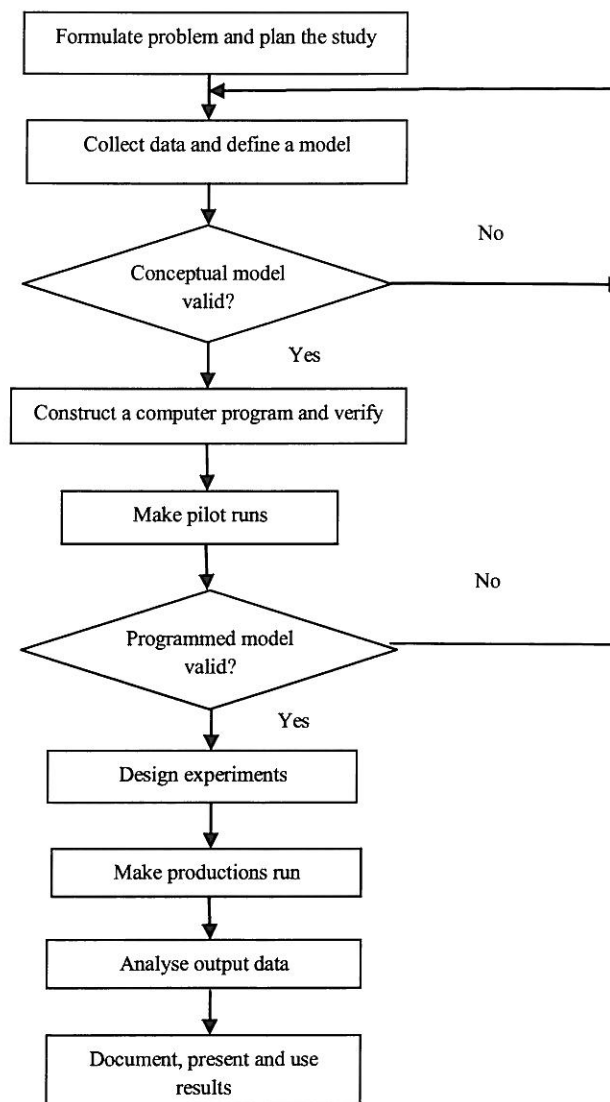 Formulate problem and plan the study
Collect data and define a model
No
Conceptual model
valid?
Yes
Construct a computer program and verify
Make pilot runs
No
Programmed model
valid?
Yes
Design experiments
Make productions run
Analyse output data
Document, present and use
results